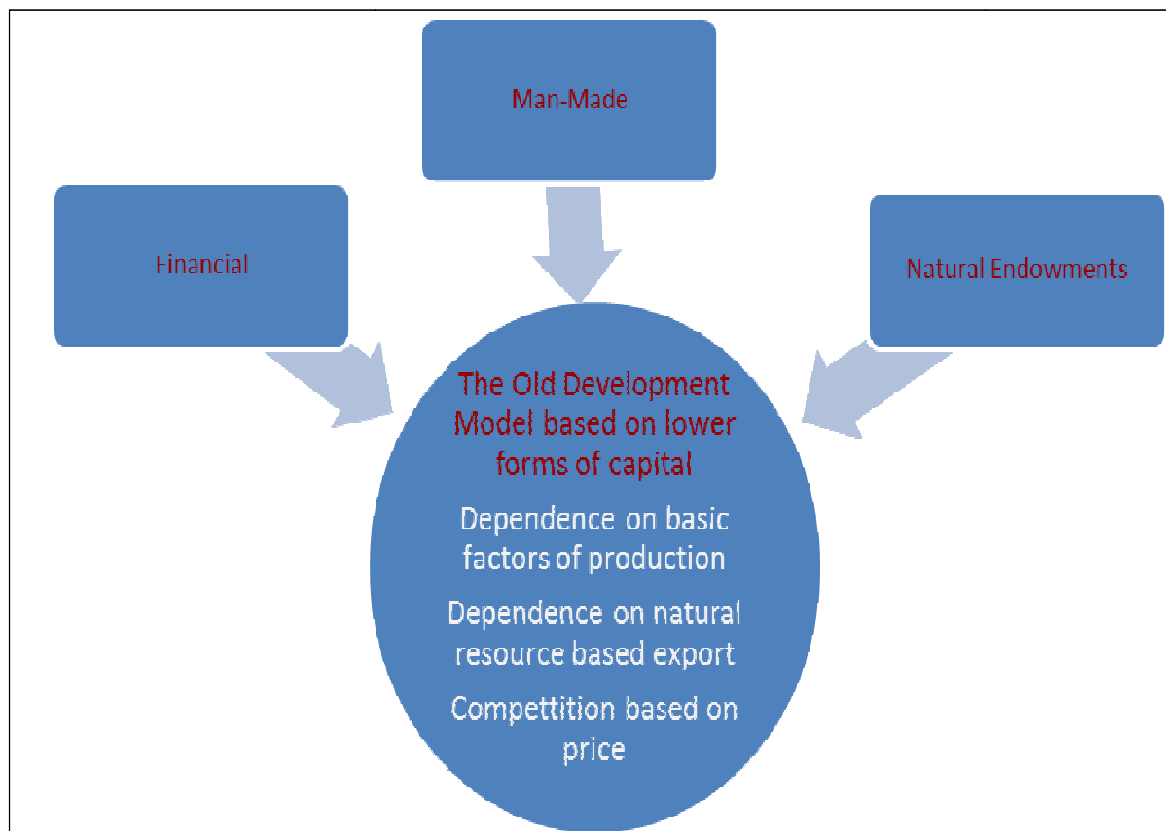 Man-Made
Financial
Natural Endowments
The Old Development
Model based on lower
forms of capital
Dependence on basic
factors of production
Dependence on natural
resource based export
Compettition based on
price